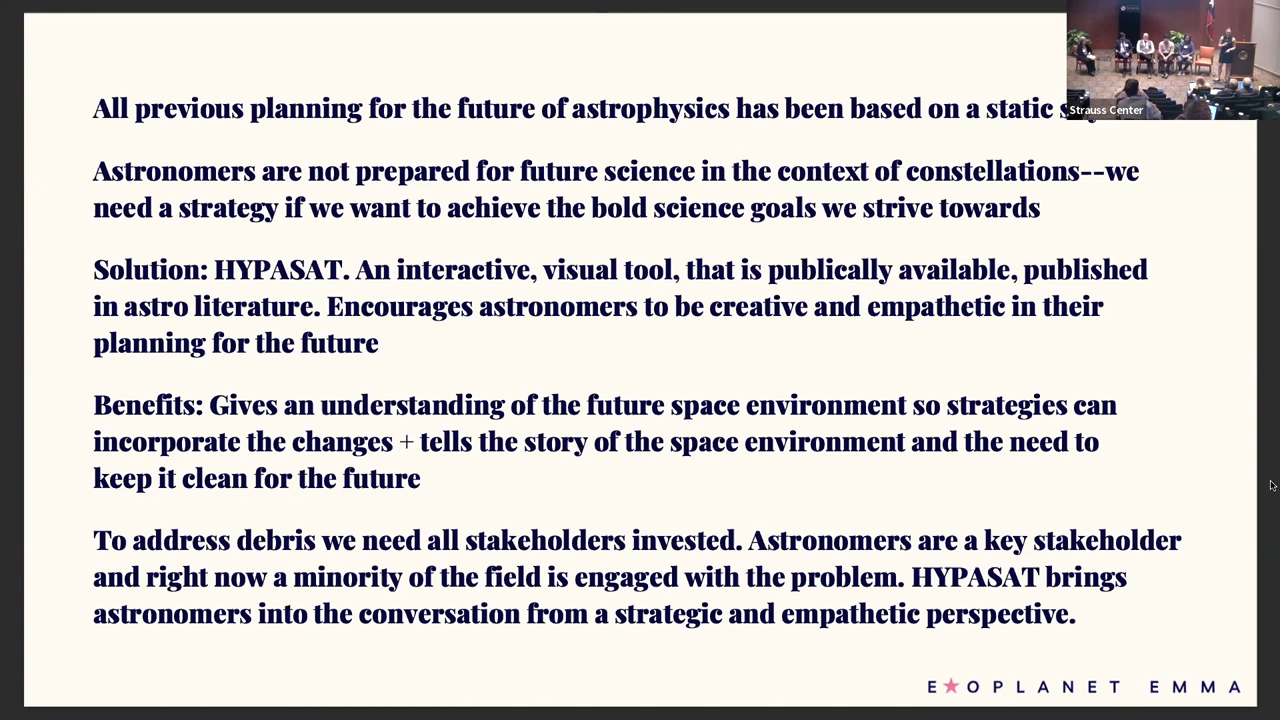 All previous planning for the future of astrophysics has been based on a static
Strauss Center
Astronomers are not prepared for future science in the context of constellations--we
need a strategy if we want to achieve the bold science goals we strive towards
Solution: HYPASAT. An interactive, visual tool, that is publically available, published
in astro literature. Encourages astronomers to be creative and empathetic in their
planning for the future
Benefits: Gives an understanding of the future space environment so strategies can
incorporate the changes + tells the story of the space environment and the need to
keep it clean for the future
To address debris we need all stakeholders invested. Astronomers are a key stakeholder
and right now a minority of the field is engaged with the problem. HYPASAT brings
astronomers into the conversation from a strategic and empathetic perspective.
E★OPLANET EMMA